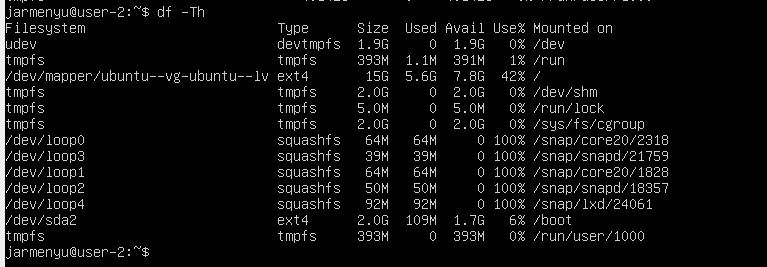 jarmenyu@user-2:~$ df -Th
Filesystem                        Type      Size  Used Avail Use% Mounted on
udev                              devtmpfs  1.9G     0  1.9G   0% /dev
tmpfs                             tmpfs     393M  1.1M  391M   1% /run
/dev/mapper/ubuntu--vg-ubuntu--lv ext4       15G  5.6G  7.8G  42% /
tmpfs                             tmpfs     2.0G     0  2.0G   0% /dev/shm
tmpfs                             tmpfs     5.0M     0  5.0M   0% /run/lock
tmpfs                             tmpfs     2.0G     0  2.0G   0% /sys/fs/cgroup
/dev/loop0                        squashfs   64M   64M     0 100% /snap/core20/2318
/dev/loop3                        squashfs   39M   39M     0 100% /snap/snapd/21759
/dev/loop1                        squashfs   64M   64M     0 100% /snap/core20/1828
/dev/loop2                        squashfs   50M   50M     0 100% /snap/snapd/18357
/dev/loop4                        squashfs   92M   92M     0 100% /snap/lxd/24061
/dev/sda2                         ext4      2.0G  109M  1.7G   6% /boot
tmpfs                             tmpfs     393M     0  393M   0% /run/user/1000
jarmenyu@user-2:~$